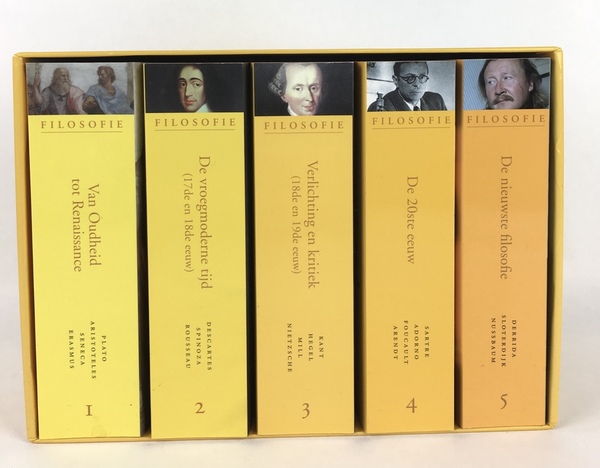 FILOSOFIE
Van Oudheid
tot Renaissance
PLATO
ARISTOTELES
SENECA
ERASMUS
1
FILOSOFIE
De vroegmoderne tijd
(17de en 18de eeuw)
DESCARTES
SPINOZA
ROUSSEAU
2
FILOSOFIE
Verlichting en kritiek
(18de en 19de eeuw)
KANT
HEGEL
MILL
NIETZSCHE
3
FILOSOFIE
De 20ste eeuw
SARTRE
ADORNO
FOUCAULT
ARENDT
4
FILOSOFIE
De nieuwste filosofie
DERRIDA
SLOTERDIJK
NUSSBAUM
5